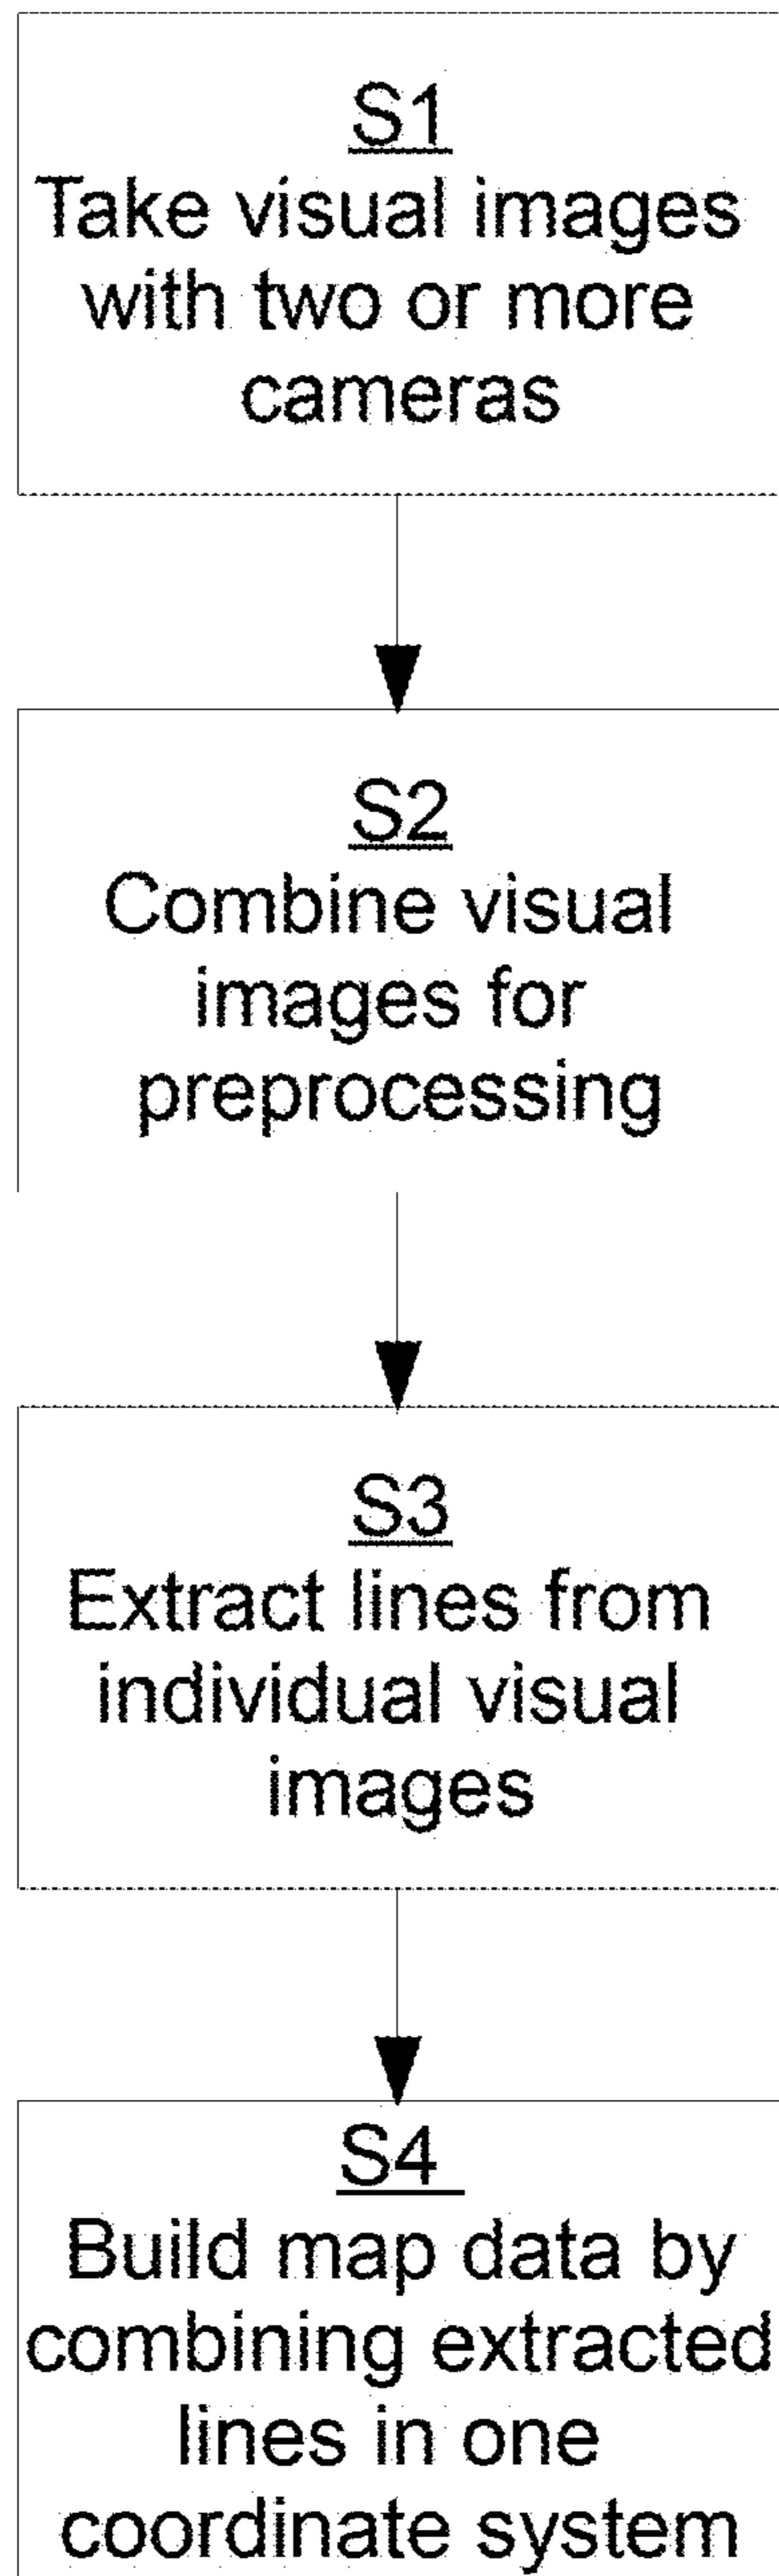 S1
Take visual images
with two or more
cameras
S2
Combine visual
images for
preprocessing
S3
Extract lines from
individual visual
images
S4
Build map data by
combining extracted
lines in one
coordinate system